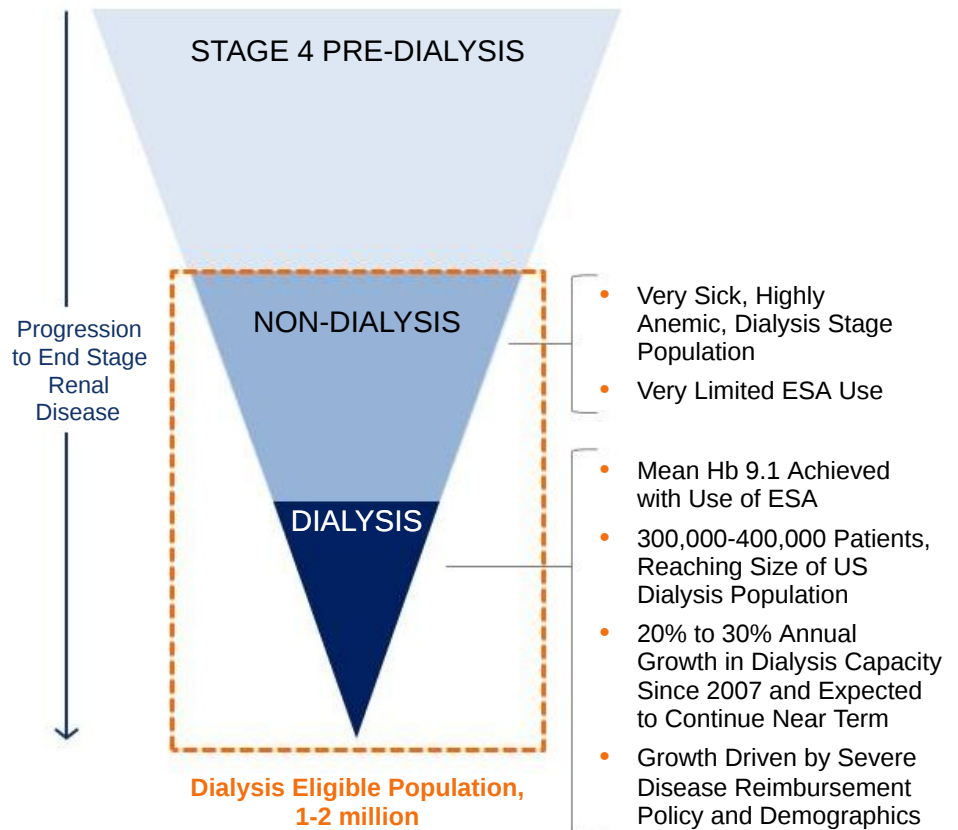 STAGE 4 PRE-DIALYSIS
Progression
to End Stage
Renal
Disease
NON-DIALYSIS
• Very Sick, Highly
Anemic, Dialysis Stage
Population
• Very Limited ESA Use
DIALYSIS
• Mean Hb 9.1 Achieved
with Use of ESA
• 300,000-400,000 Patients,
Reaching Size of US
Dialysis Population
• 20% to 30% Annual
Growth in Dialysis Capacity
Since 2007 and Expected
to Continue Near Term
• Growth Driven by Severe
Disease Reimbursement
Policy and Demographics
Dialysis Eligible Population,
1-2 million